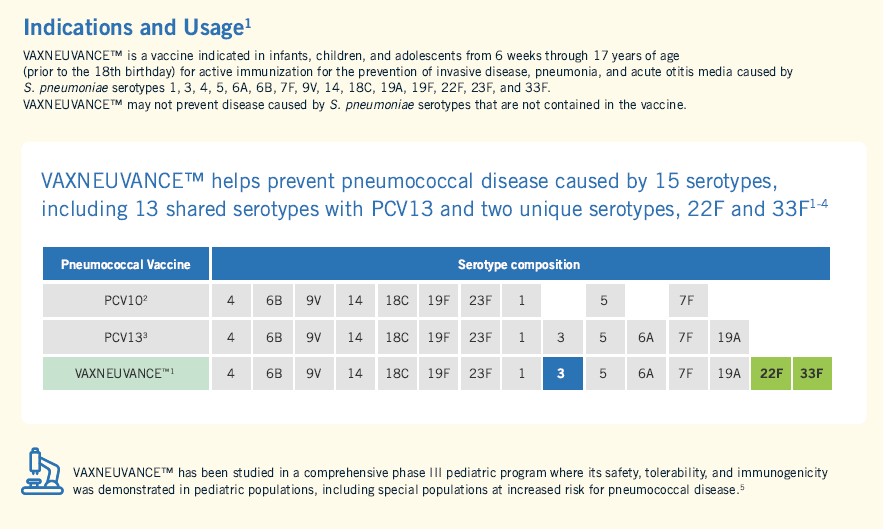 Indications and Usage¹
VAXNEUVANCE™ is a vaccine indicated in infants, children, and adolescents from 6 weeks through 17 years of age
(prior to the 18th birthday) for active immunization for the prevention of invasive disease, pneumonia, and acute otitis media caused by
S. pneumoniae serotypes 1, 3, 4, 5, 6A, 6B, 7F, 9V, 14, 18C, 19A, 19F, 22F, 23F, and 33F.
VAXNEUVANCE™ may not prevent disease caused by S. pneumoniae serotypes that are not contained in the vaccine.
VAXNEUVANCE™ helps prevent pneumococcal disease caused by 15 serotypes,
including 13 shared serotypes with PCV13 and two unique serotypes, 22F and 33F¹⁻⁴
Pneumococcal Vaccine Serotype composition
PCV10² 4 6B 9V 14 18C 19F 23F 1 5 7F
PCV13³ 4 6B 9V 14 18C 19F 23F 1 3 5 6A 7F 19A
VAXNEUVANCE™¹ 4 6B 9V 14 18C 19F 23F 1 3 5 6A 7F 19A 22F 33F
VAXNEUVANCE™ has been studied in a comprehensive phase III pediatric program where its safety, tolerability, and immunogenicity
was demonstrated in pediatric populations, including special populations at increased risk for pneumococcal disease.⁵